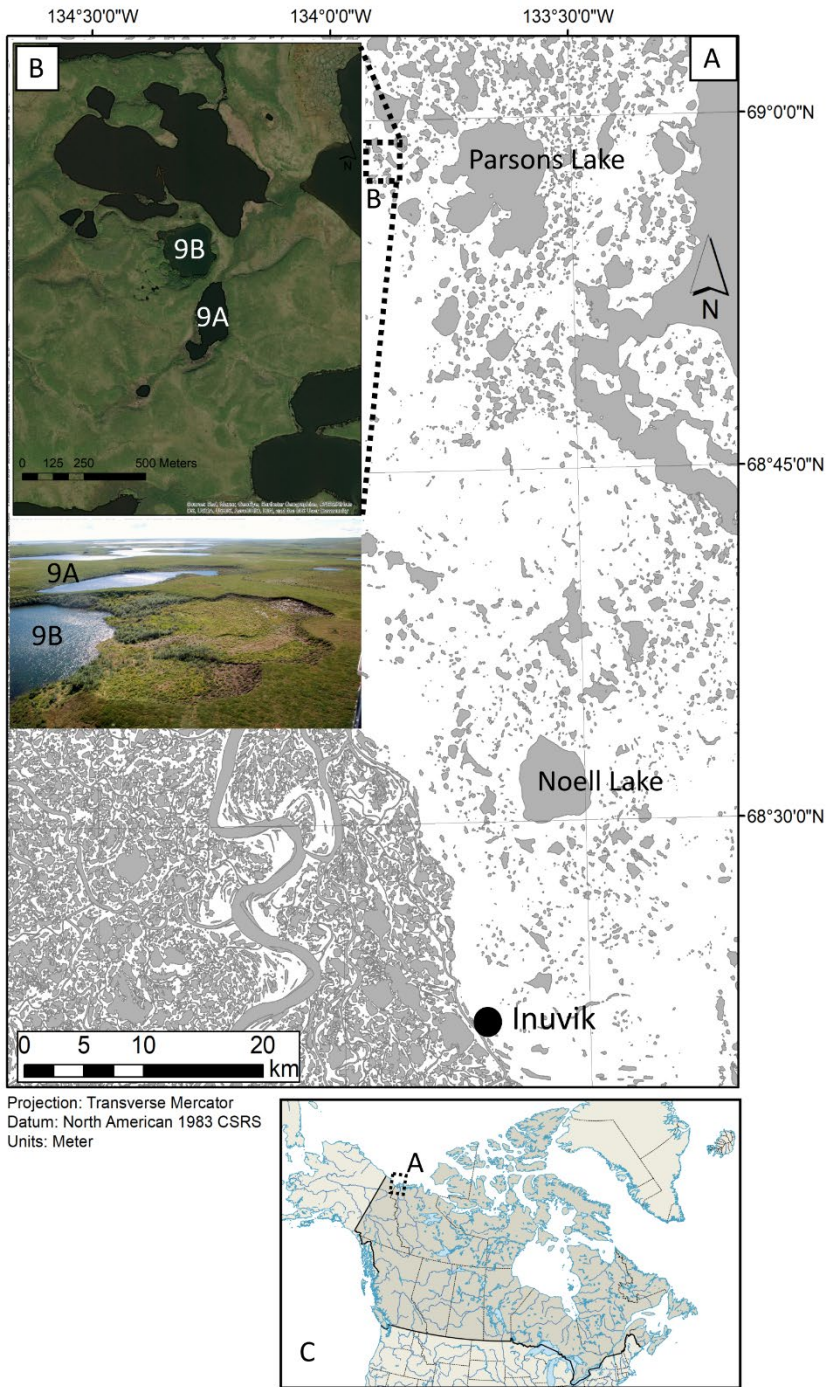 134°30'0"W
134°0'0"W
133°30'0"W
B
A
69°0'0"N
Parsons Lake
B
9B
N
9A
68°45'0"N
0 125 250 500 Meters
9A
9B
Noell Lake
68°30'0"N
Inuvik
0 5 10 20
km
Projection: Transverse Mercator
Datum: North American 1983 CSRS
Units: Meter
A
C